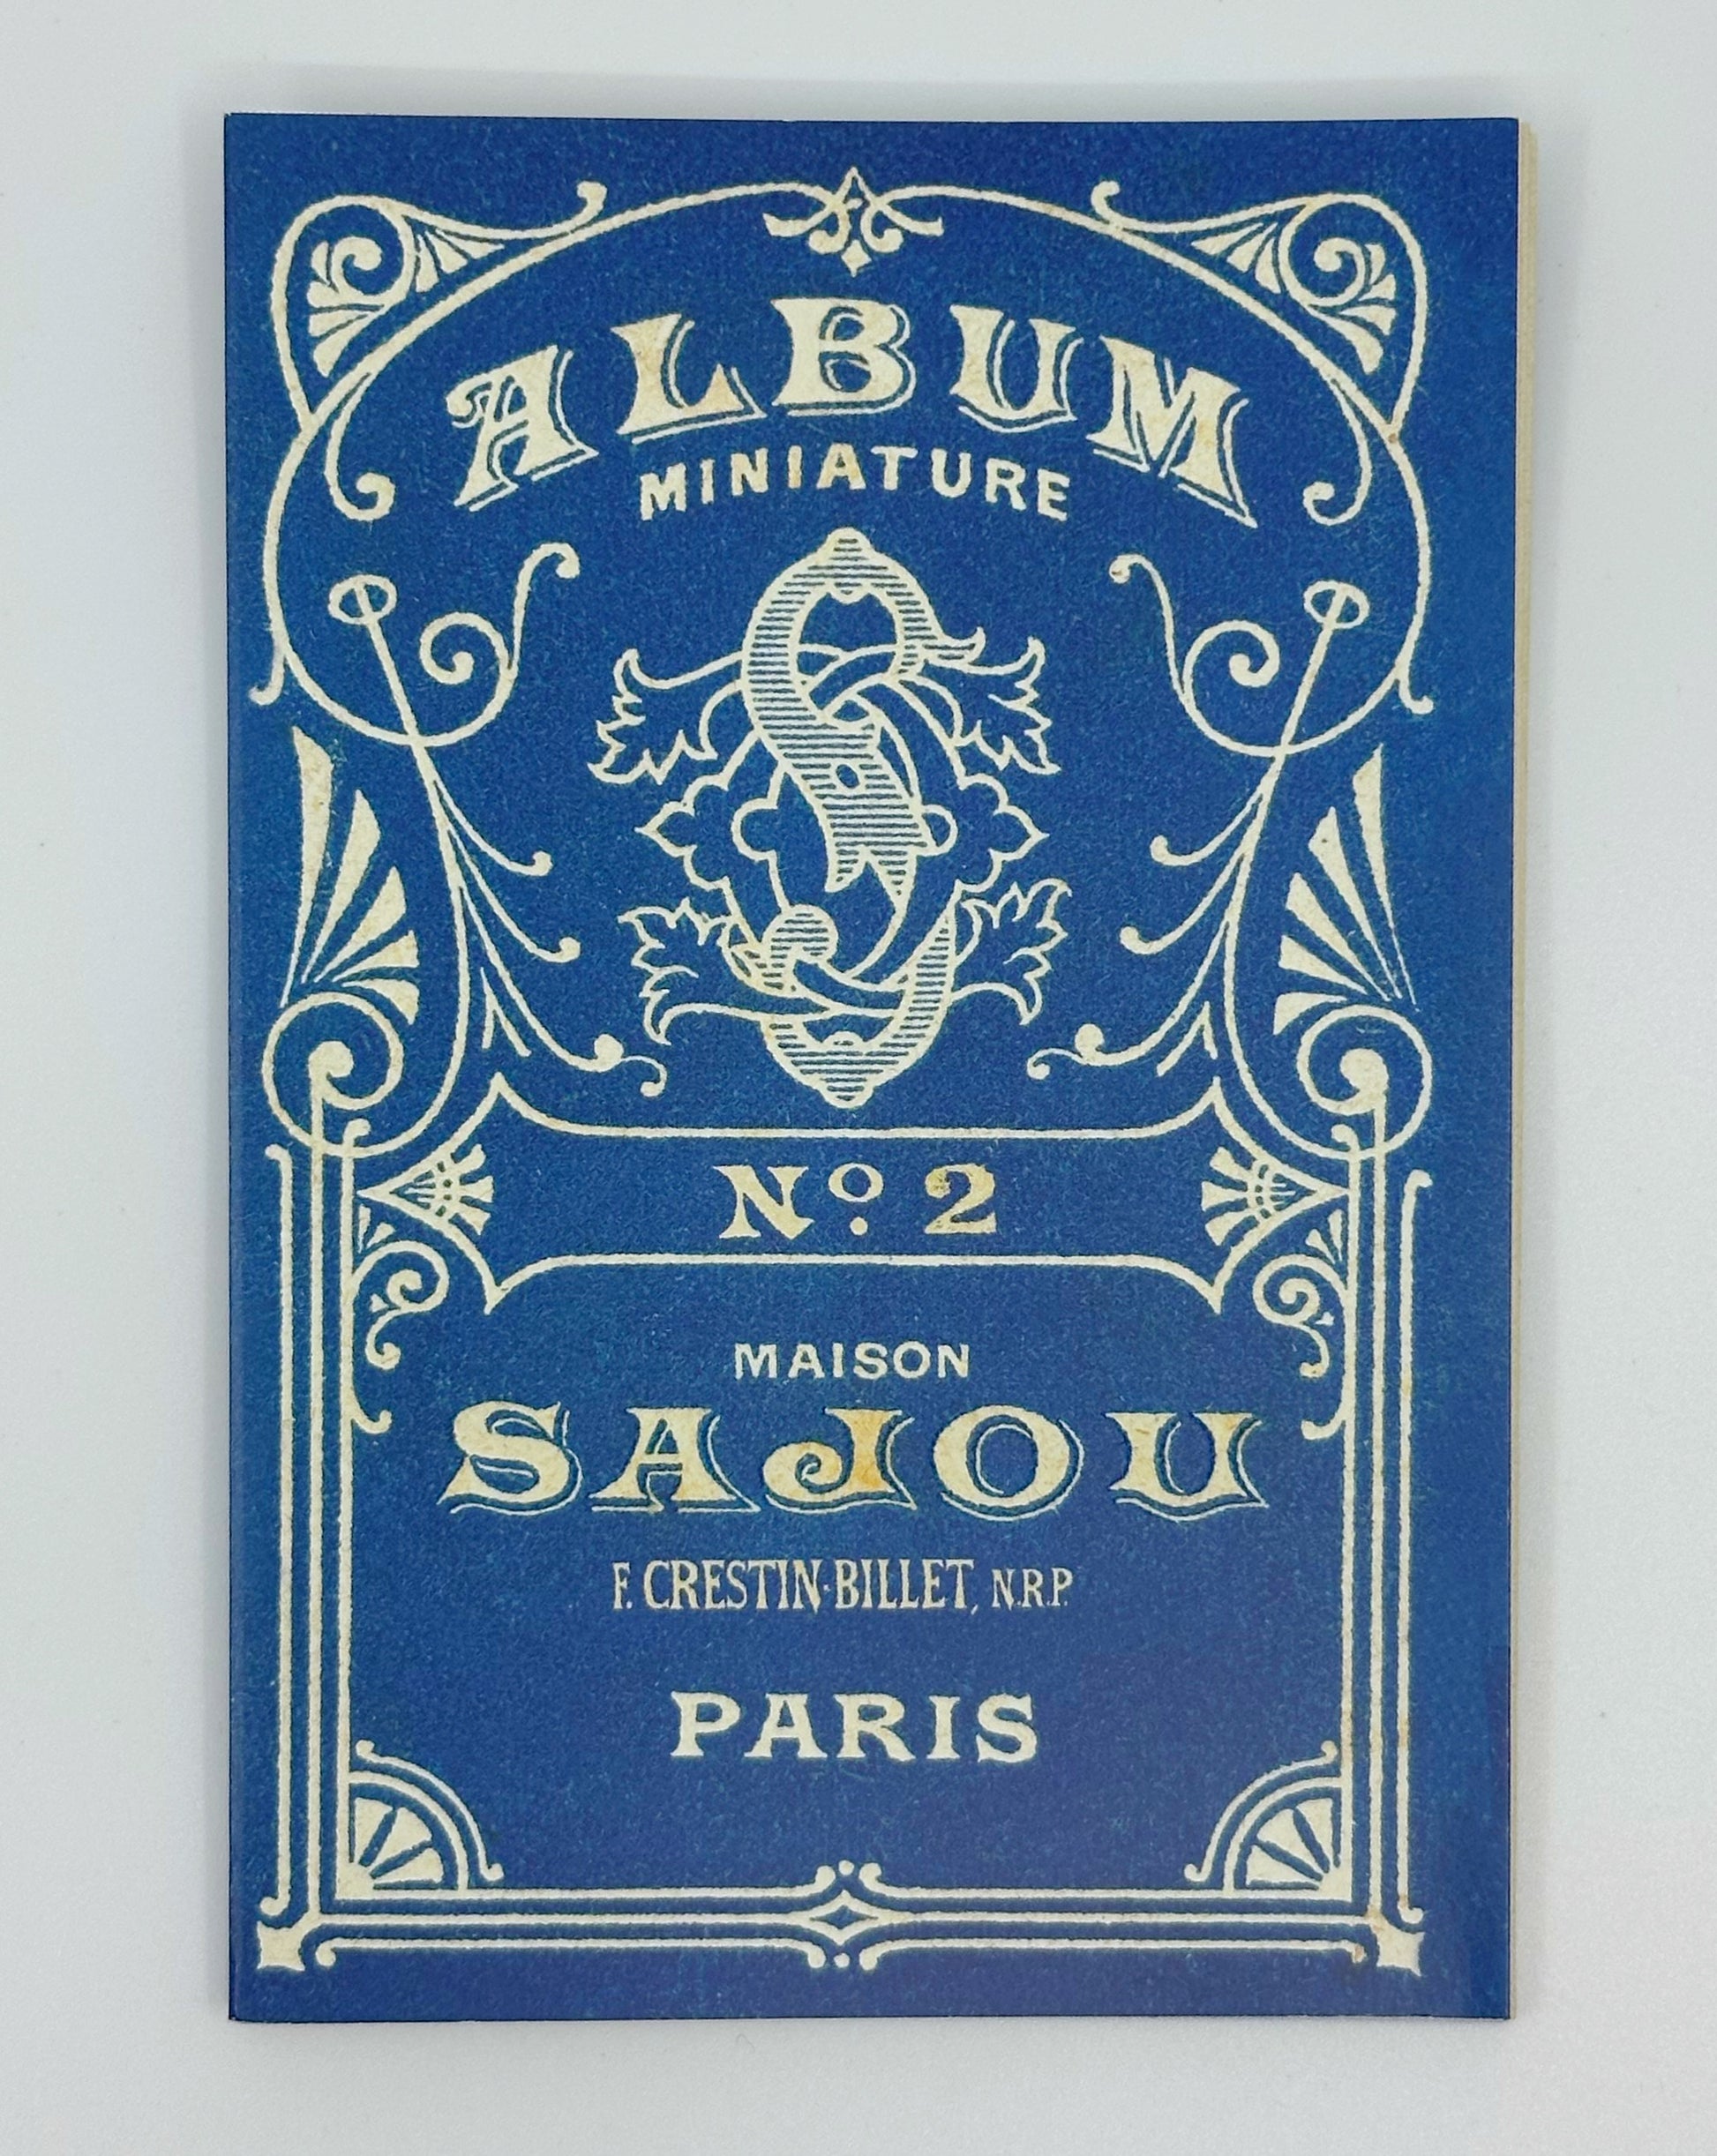 ALBUM
MINIATURE
S
Nº. 2
MAISON
SAJOU
F. CRESTIN-BILLET, N.R.P.
PARIS